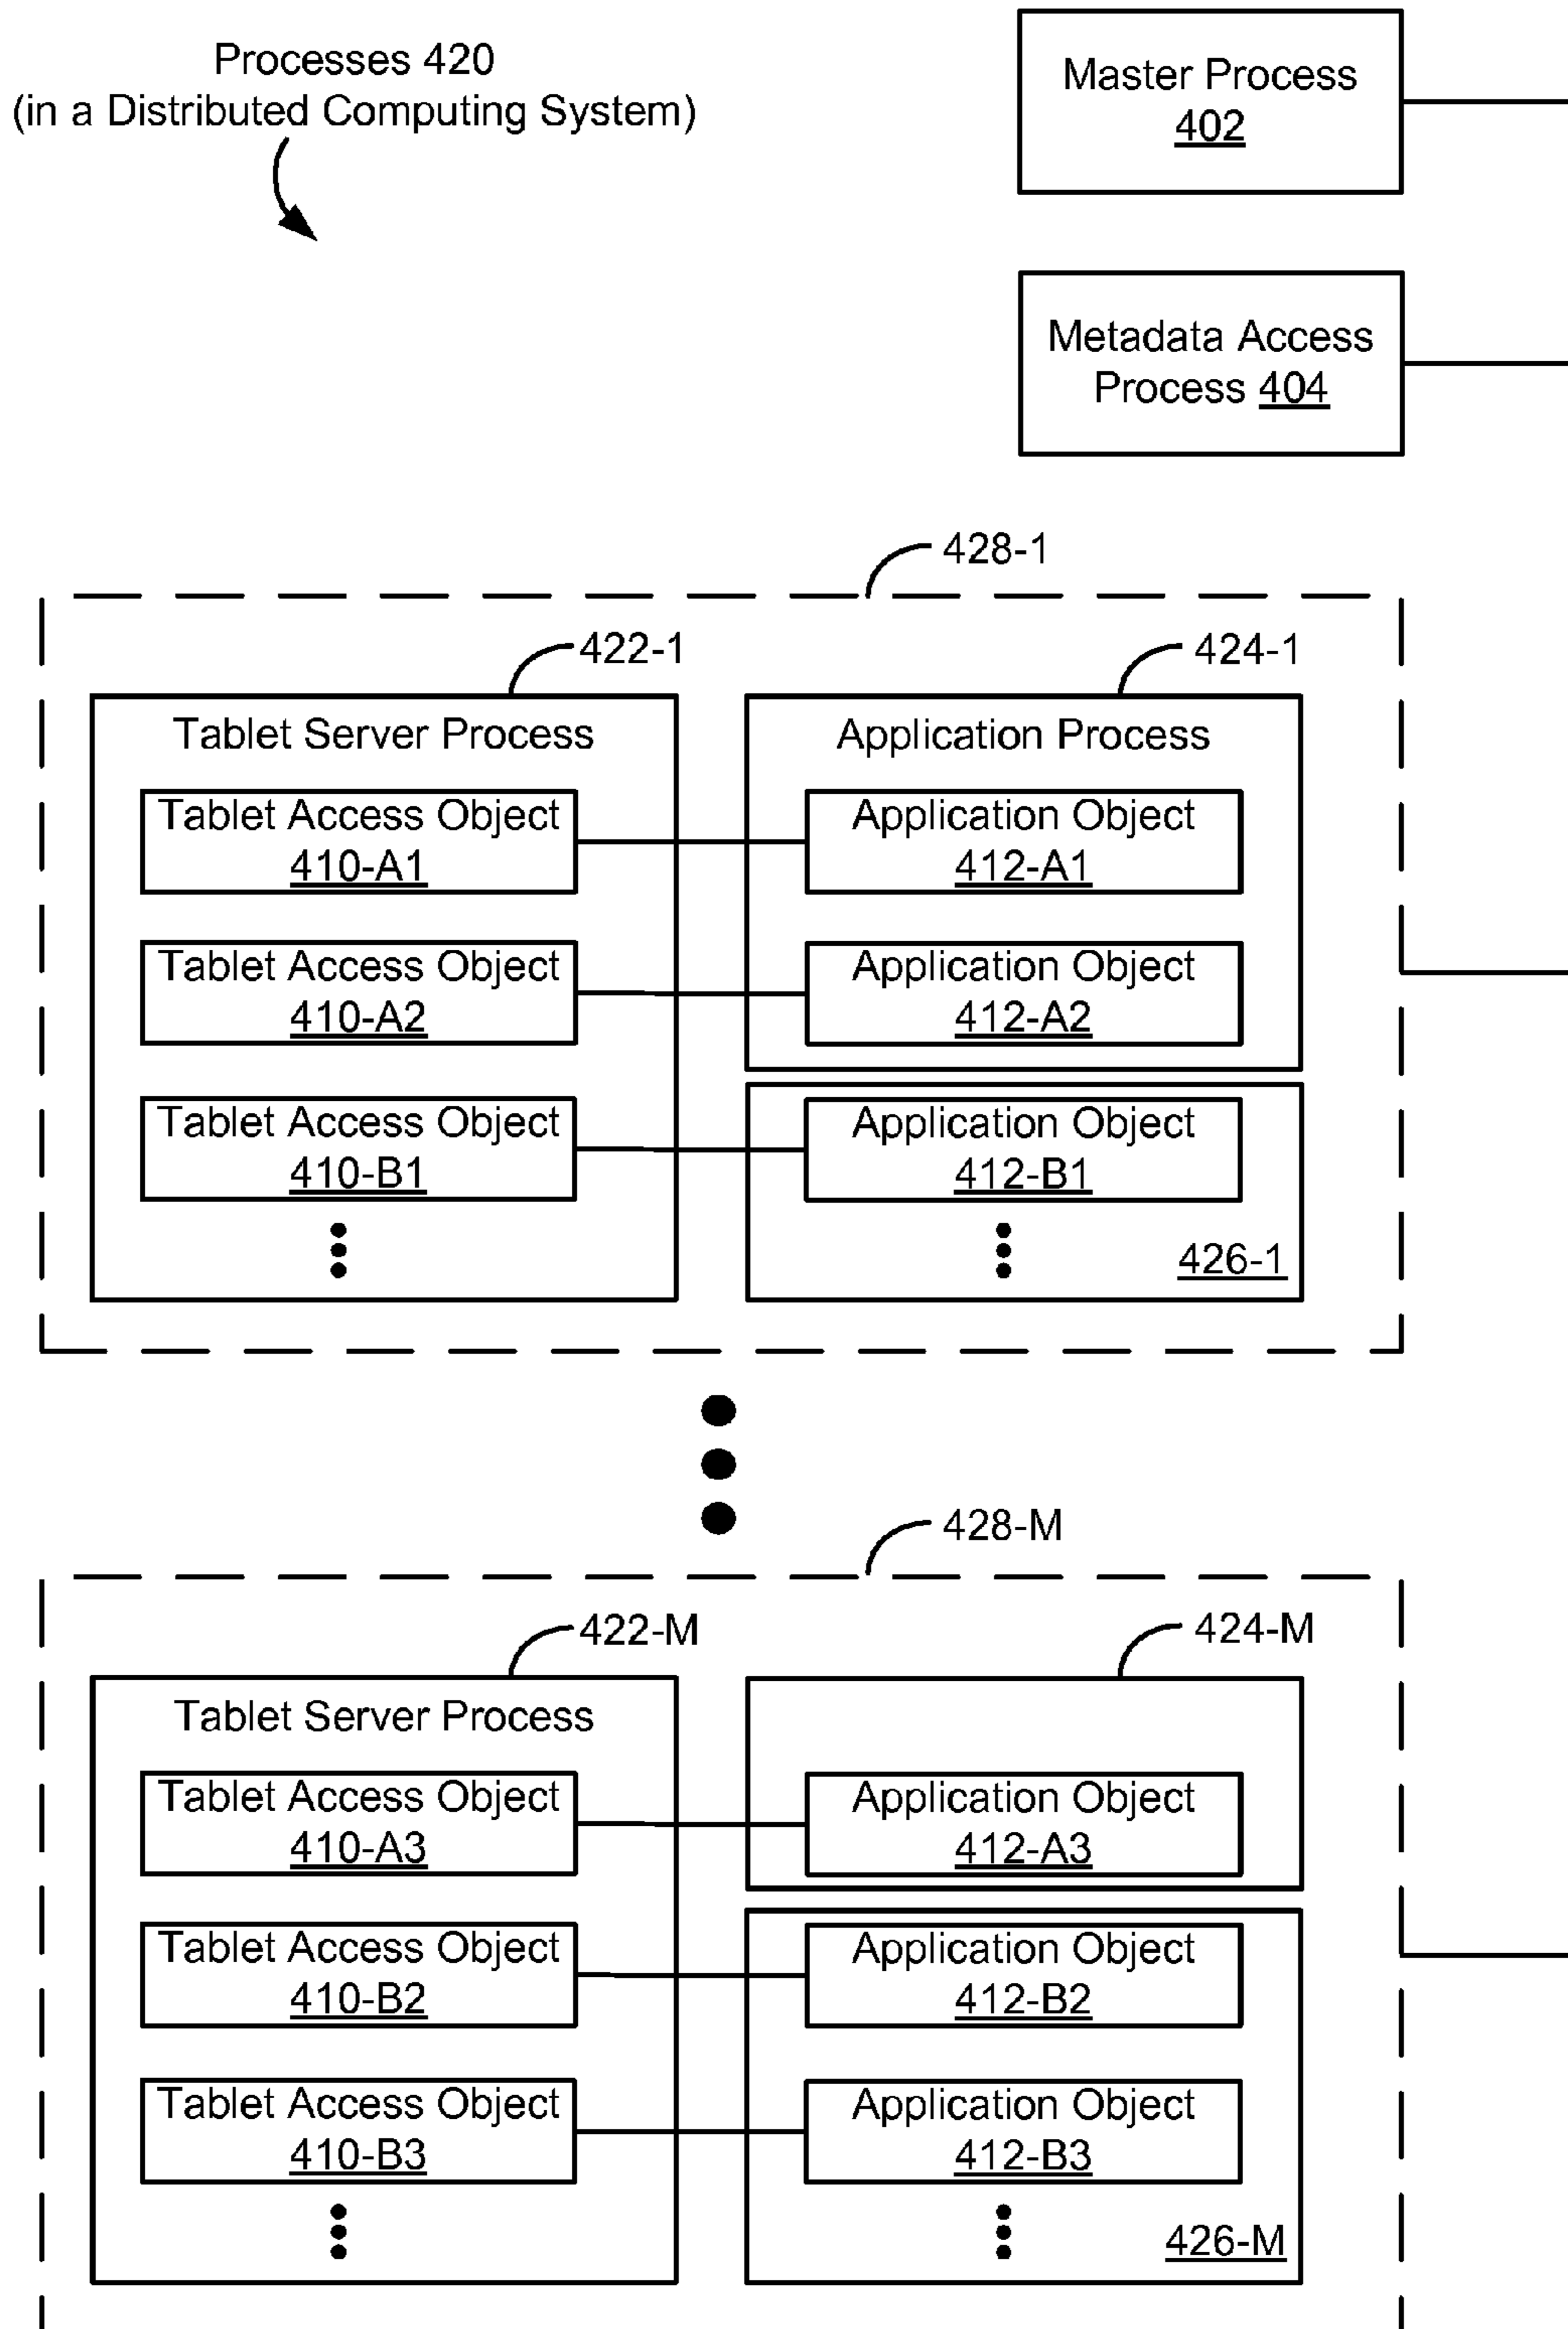 Processes 420
(in a Distributed Computing System)
Master Process
402
Metadata Access
Process 404
428-1
422-1
424-1
Tablet Server Process
Application Process
Tablet Access Object
410-A1
Application Object
412-A1
Tablet Access Object
410-A2
Application Object
412-A2
Tablet Access Object
410-B1
Application Object
412-B1
426-1
428-M
422-M
424-M
Tablet Server Process
Tablet Access Object
410-A3
Application Object
412-A3
Tablet Access Object
410-B2
Application Object
412-B2
Tablet Access Object
410-B3
Application Object
412-B3
426-M